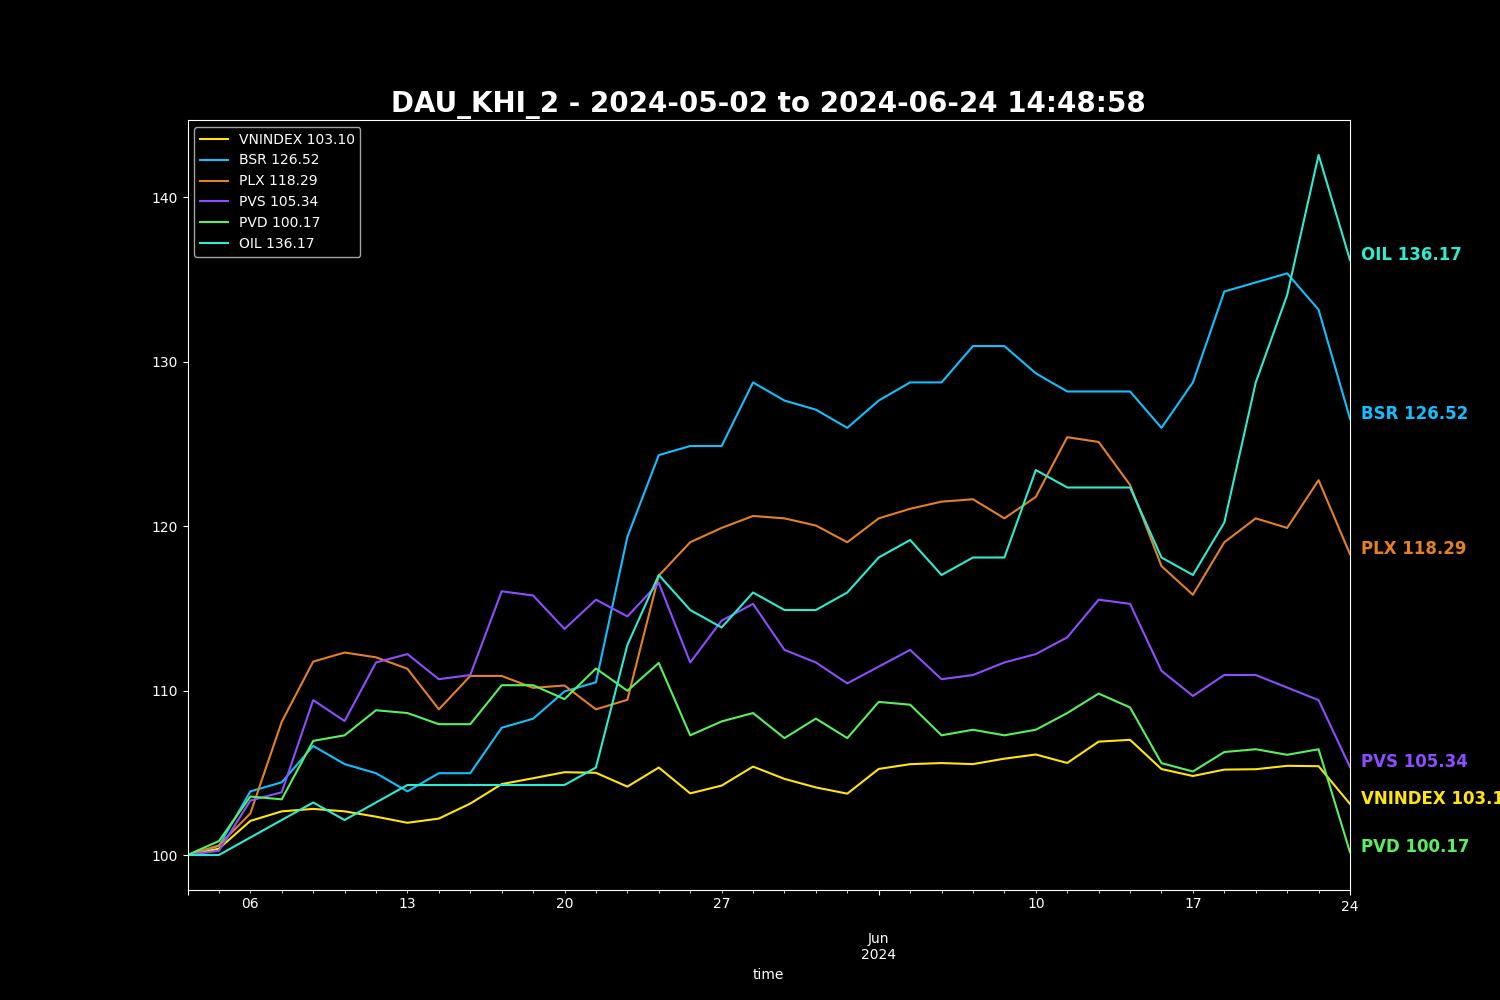 DAU_KHI_2 - 2024-05-02 to 2024-06-24 14:48:58
VNINDEX 103.10
BSR 126.52
PLX 118.29
PVS 105.34
PVD 100.17
OIL 136.17
140
130
120
110
100
OIL 136.17
BSR 126.52
PLX 118.29
PVS 105.34
VNINDEX 103.1
PVD 100.17
06 13 20 27 10 17 24
Jun
2024
time